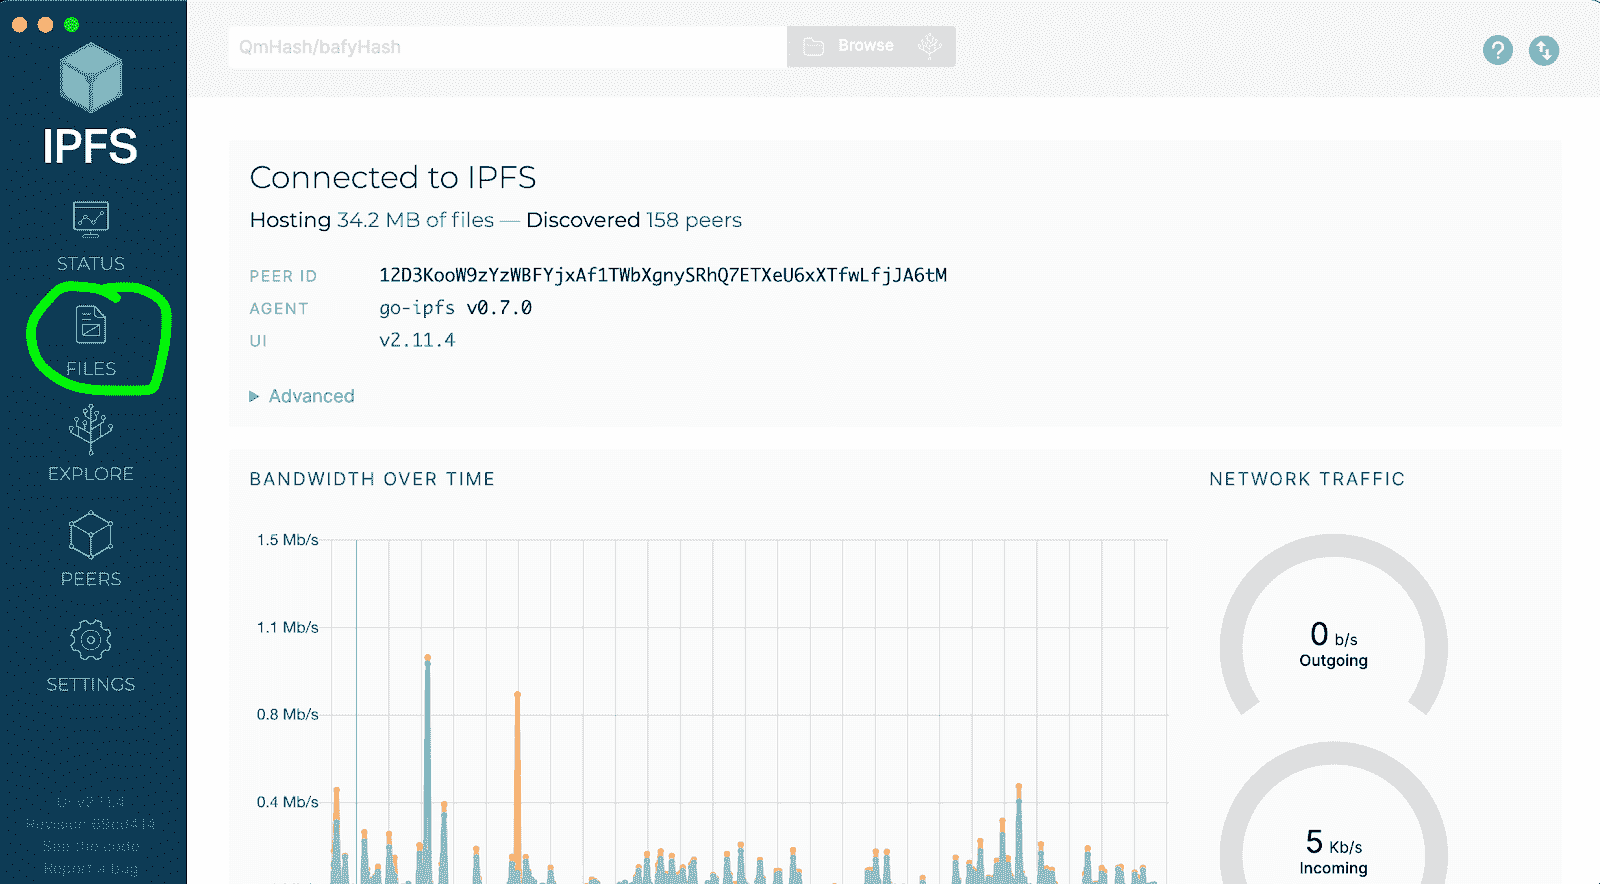 QmHash/bafyHash
Browse
IPFS
STATUS
FILES
EXPLORE
PEERS
SETTINGS
UI v2.11.4
See the code
Report a bug
Connected to IPFS
Hosting 34.2 MB of files — Discovered 158 peers
PEER ID 12D3KooW9zYzWBFYjxAf1TWbXgnySRhQ7ETXeU6xXTfwLfjJA6tM
AGENT go-ipfs v0.7.0
UI v2.11.4
Advanced
BANDWIDTH OVER TIME
1.5 Mb/s
1.1 Mb/s
0.8 Mb/s
0.4 Mb/s
NETWORK TRAFFIC
0 b/s
Outgoing
5 Kb/s
Incoming